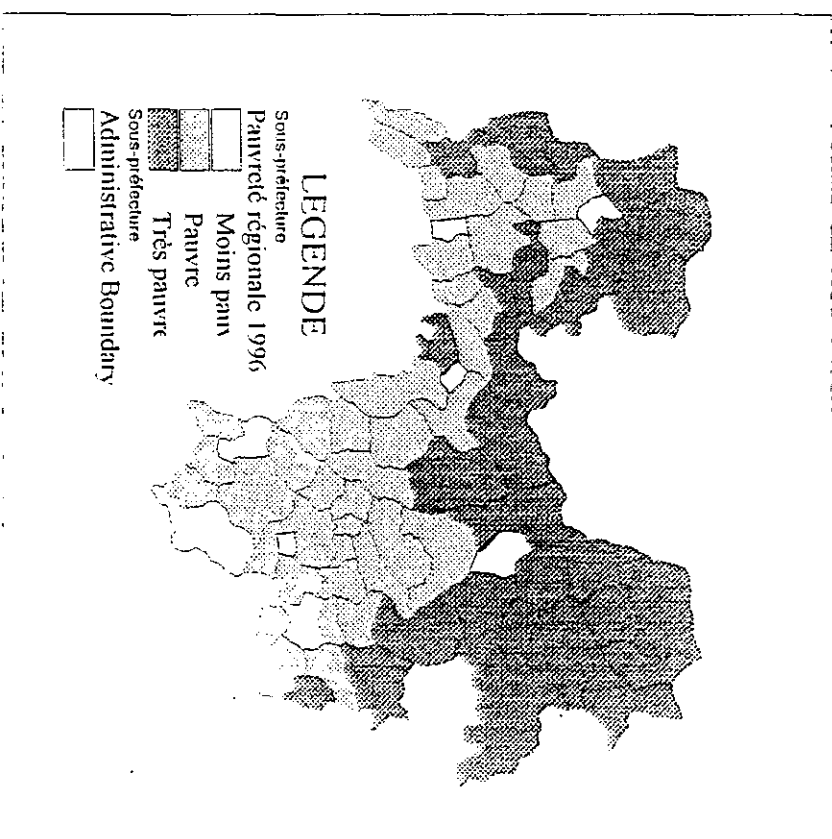 LEGENDE
Sous-préfecture
Pauvreté régionale 1996
Moins pauv
Pauvre
Très pauvre
Sous-préfecture
Administrative Boundary